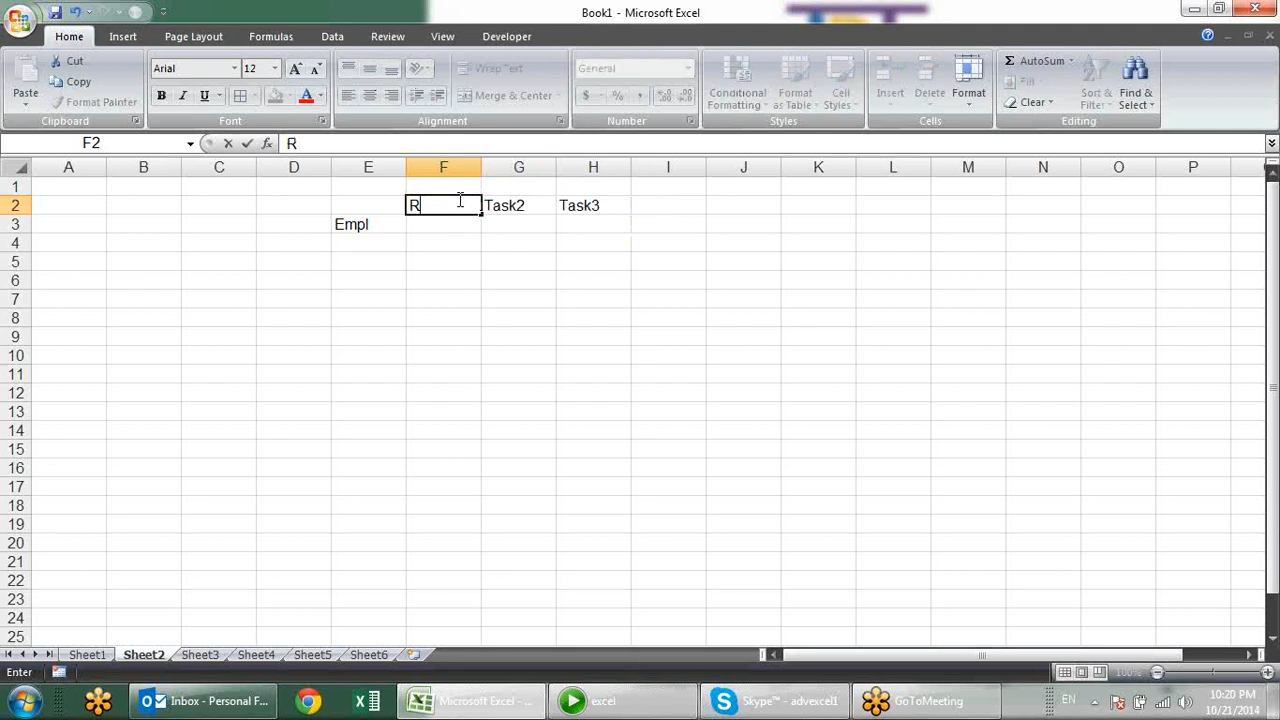 Book1 - Microsoft Excel
Home Insert Page Layout Formulas Data Review View Developer
Cut
Copy
Format Painter
Paste
Clipboard
Arial 12
B I U
Font
Wrap Text
Merge & Center
Alignment
General
$ % ,
Number
Conditional Formatting
Format as Table
Cell Styles
Styles
Insert Delete Format
Cells
Σ AutoSum
Fill
Clear
Sort & Filter
Find & Select
Editing
F2 fx R
A B C D E F G H I J K L M N O P
1
2 R Task2 Task3
3 Empl
4
5
6
7
8
9
10
11
12
13
14
15
16
17
18
19
20
21
22
23
24
25
Sheet1 Sheet2 Sheet3 Sheet4 Sheet5 Sheet6
Enter 100%
Inbox - Personal F... Microsoft Excel - ... excel Skype™ - advexcel1 GoToMeeting EN 10:20 PM
10/21/2014